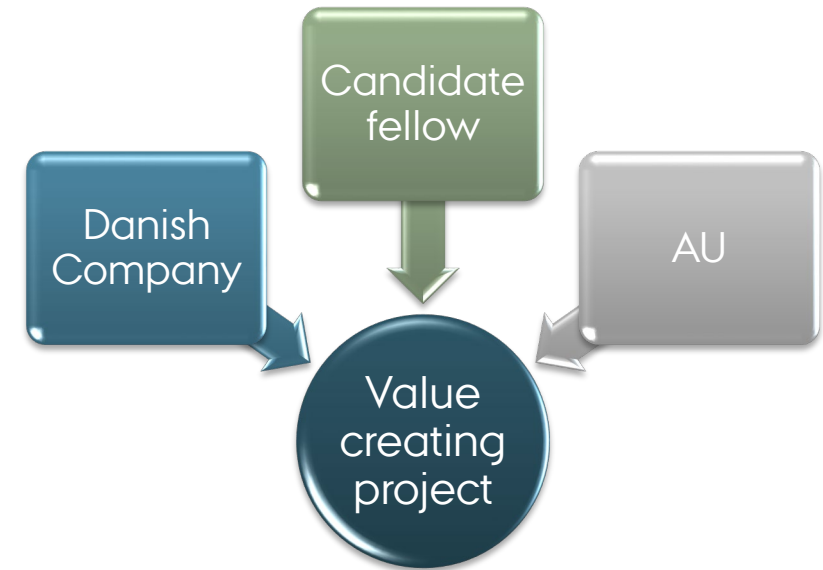 Candidate
fellow
Danish
Company
AU
Value
creating
project